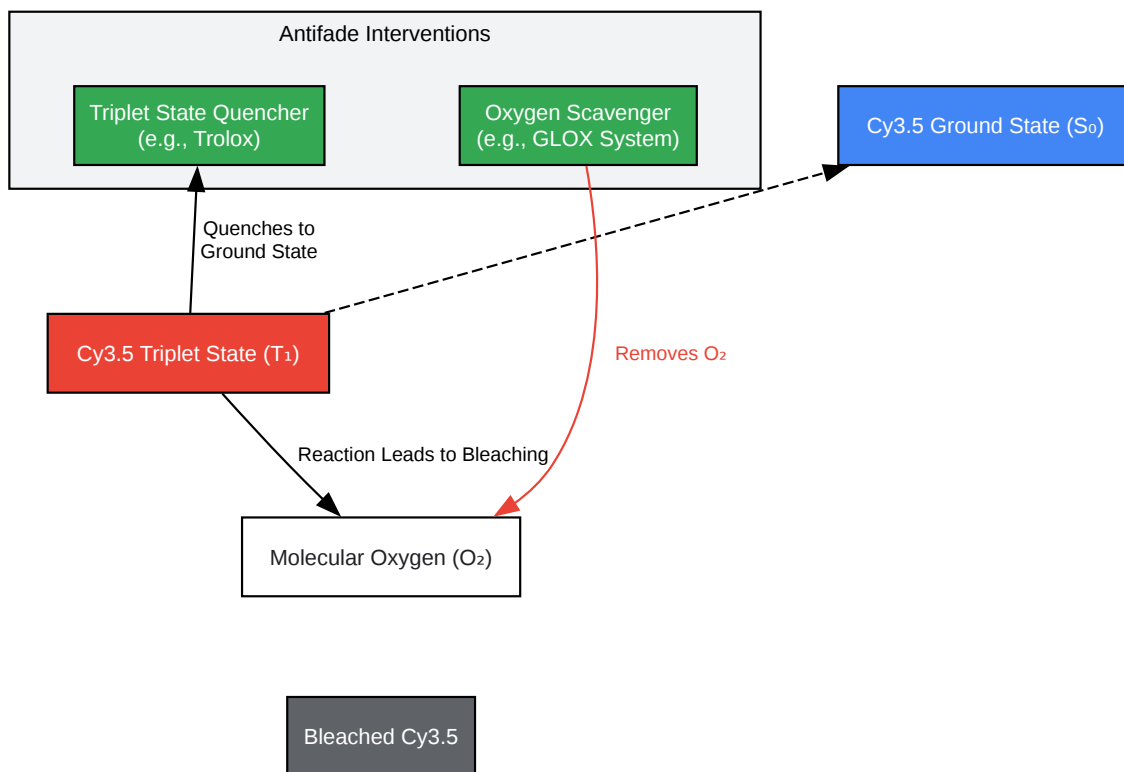 Antifade Interventions
Triplet State Quencher
(e.g., Trolox)
Oxygen Scavenger
(e.g., GLOX System)
Cy3.5 Ground State (S₀)
Quenches to
Ground State
Cy3.5 Triplet State (T₁)
Removes O₂
Reaction Leads to Bleaching
Molecular Oxygen (O₂)
Bleached Cy3.5